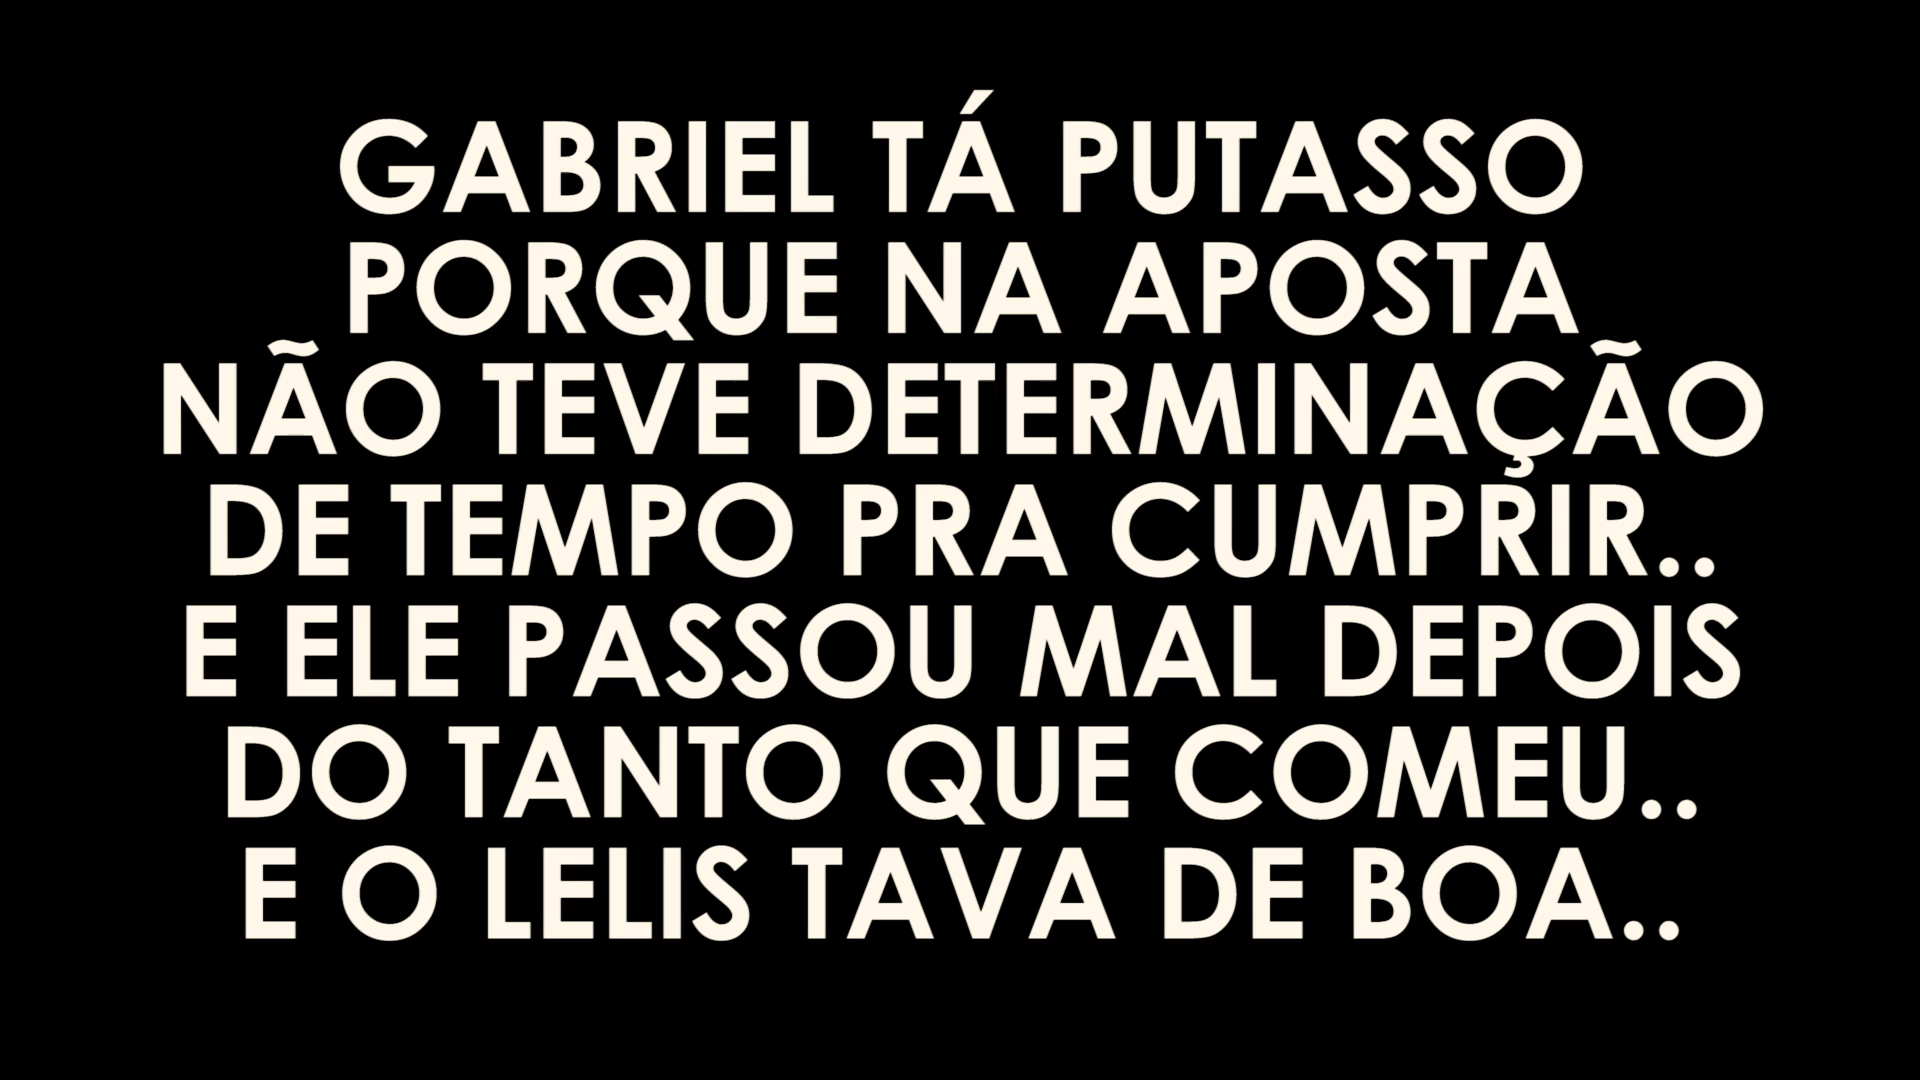 GABRIEL TÁ PUTASSO
PORQUE NA APOSTA
NÃO TEVE DETERMINAÇÃO
DE TEMPO PRA CUMPRIR..
E ELE PASSOU MAL DEPOIS
DO TANTO QUE COMEU..
E O LELIS TAVA DE BOA..